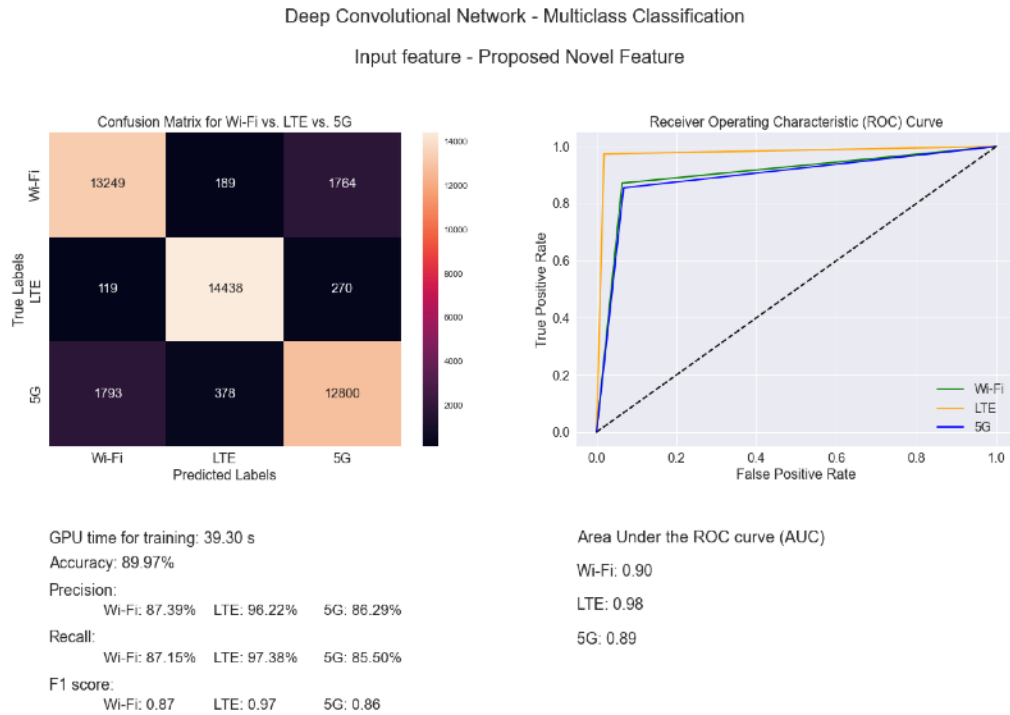 Deep Convolutional Network - Multiclass Classification
Input feature - Proposed Novel Feature
Confusion Matrix for Wi-Fi vs. LTE vs. 5G
True Labels
Wi-Fi
LTE
5G
13249 189 1764
119 14438 270
1793 378 12800
Wi-Fi LTE 5G
Predicted Labels
14000
12000
10000
8000
6000
4000
2000
Receiver Operating Characteristic (ROC) Curve
True Positive Rate
1.0
0.8
0.6
0.4
0.2
0.0
0.0 0.2 0.4 0.6 0.8 1.0
False Positive Rate
Wi-Fi
LTE
5G
GPU time for training: 39.30 s
Accuracy: 89.97%
Precision:
Wi-Fi: 87.39% LTE: 96.22% 5G: 86.29%
Recall:
Wi-Fi: 87.15% LTE: 97.38% 5G: 85.50%
F1 score:
Wi-Fi: 0.87 LTE: 0.97 5G: 0.86
Area Under the ROC curve (AUC)
Wi-Fi: 0.90
LTE: 0.98
5G: 0.89